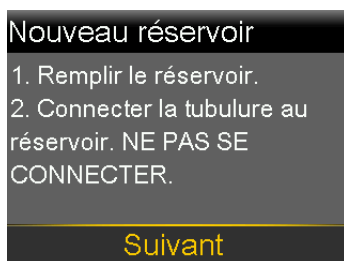 Nouveau réservoir
1. Remplir le réservoir.
2. Connecter la tubulure au
réservoir. NE PAS SE
CONNECTER.
Suivant